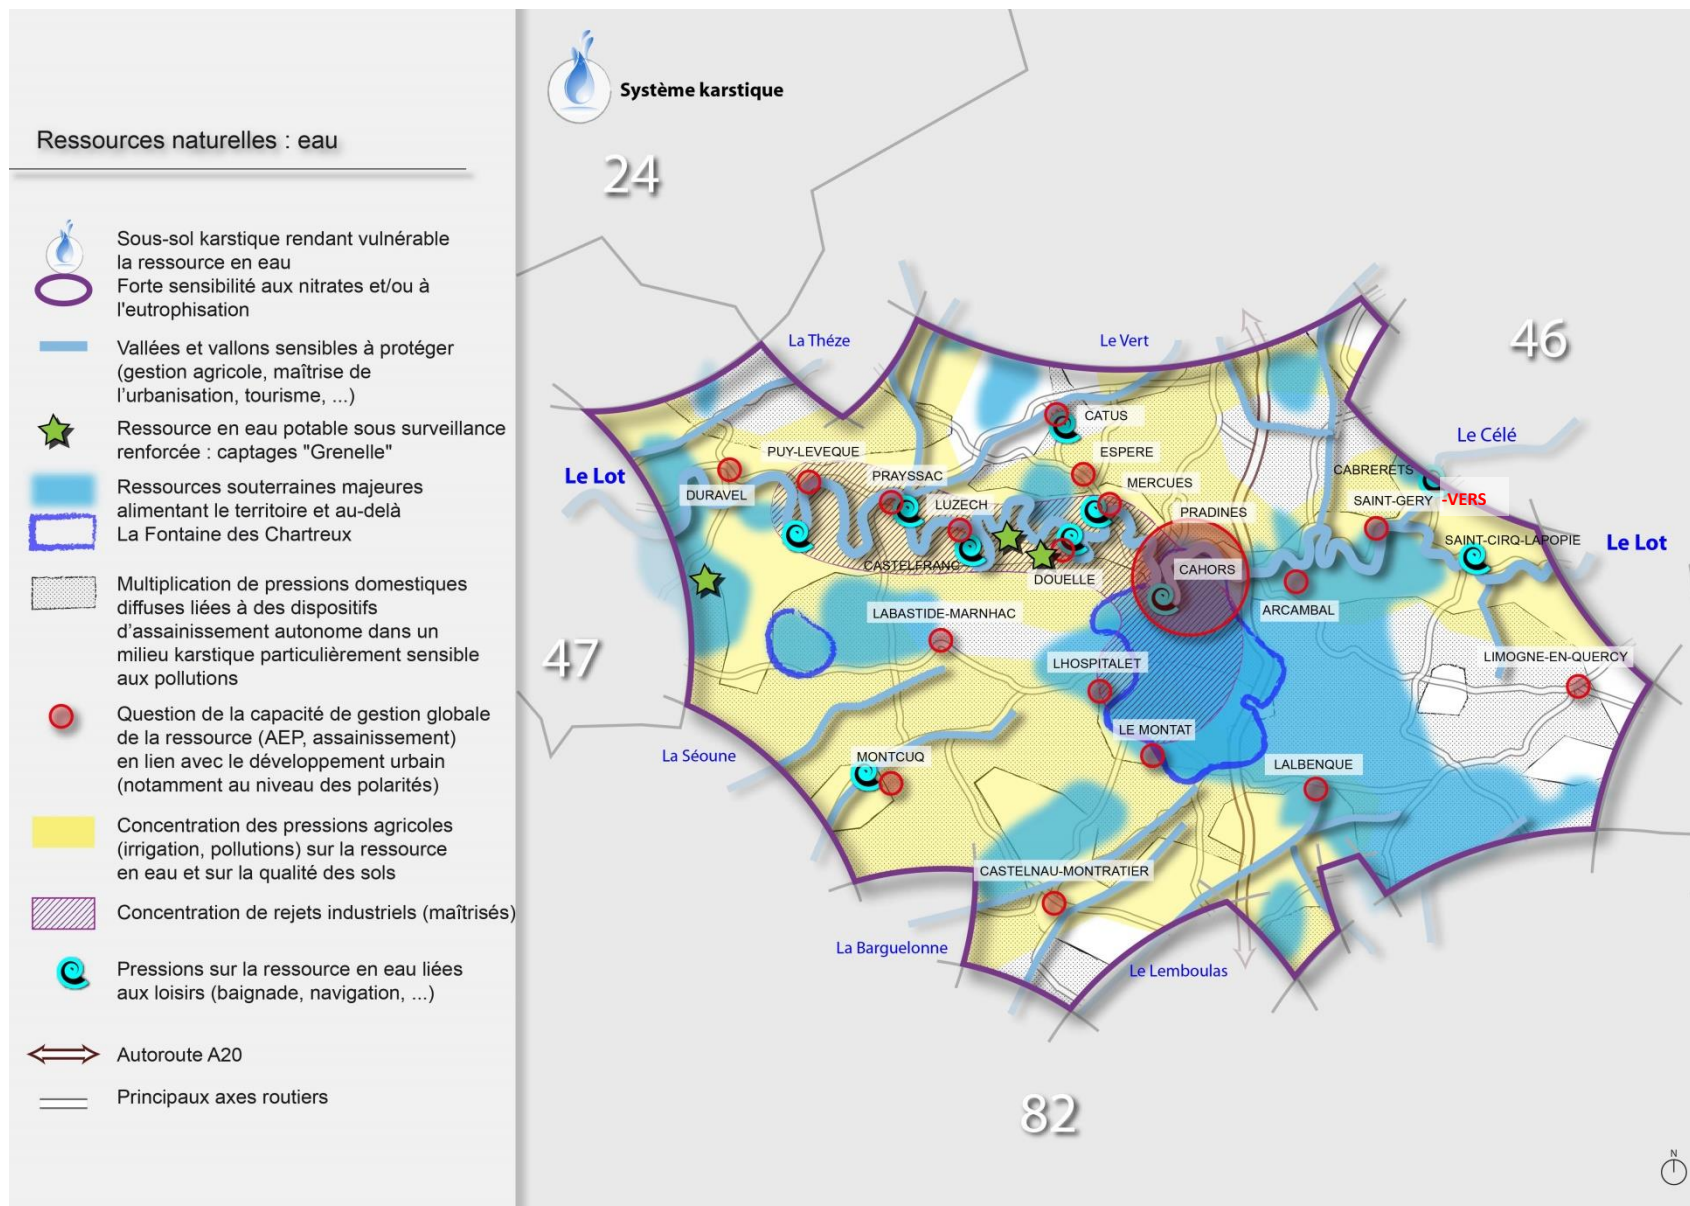 Ressources naturelles : eau
Sous-sol karstique rendant vulnérable
la ressource en eau
Forte sensibilité aux nitrates et/ou à
l'eutrophisation
Vallées et vallons sensibles à protéger
(gestion agricole, maîtrise de
l'urbanisation, tourisme, ...)
Ressource en eau potable sous surveillance
renforcée : captages "Grenelle"
Ressources souterraines majeures
alimentant le territoire et au-delà
La Fontaine des Chartreux
Multiplication de pressions domestiques
diffuses liées à des dispositifs
d'assainissement autonome dans un
milieu karstique particulièrement sensible
aux pollutions
Question de la capacité de gestion globale
de la ressource (AEP, assainissement)
en lien avec le développement urbain
(notamment au niveau des polarités)
Concentration des pressions agricoles
(irrigation, pollutions) sur la ressource
en eau et sur la qualité des sols
Concentration de rejets industriels (maîtrisés)
Pressions sur la ressource en eau liées
aux loisirs (baignade, navigation, ...)
Autoroute A20
Principaux axes routiers
Système karstique
24
46
La Théze
Le Vert
CATUS
Le Célé
PUY-LEVEQUE
ESPERE
CABRERETS
Le Lot
PRAYSSAC
MERCUES
DURAVEL
SAINT-GERY -VERS
LUZECH
PRADINES
SAINT-CIRQ-LAPOPIE
Le Lot
CASTELFRANC
CAHORS
DOUELLE
ARCAMBAL
LABASTIDE-MARNHAC
47
LHOSPITALET
LIMOGNE-EN-QUERCY
LE MONTAT
La Séoune
MONTCUQ
LALBENQUE
CASTELNAU-MONTRATIER
La Barguelonne
Le Lemboulas
82
N